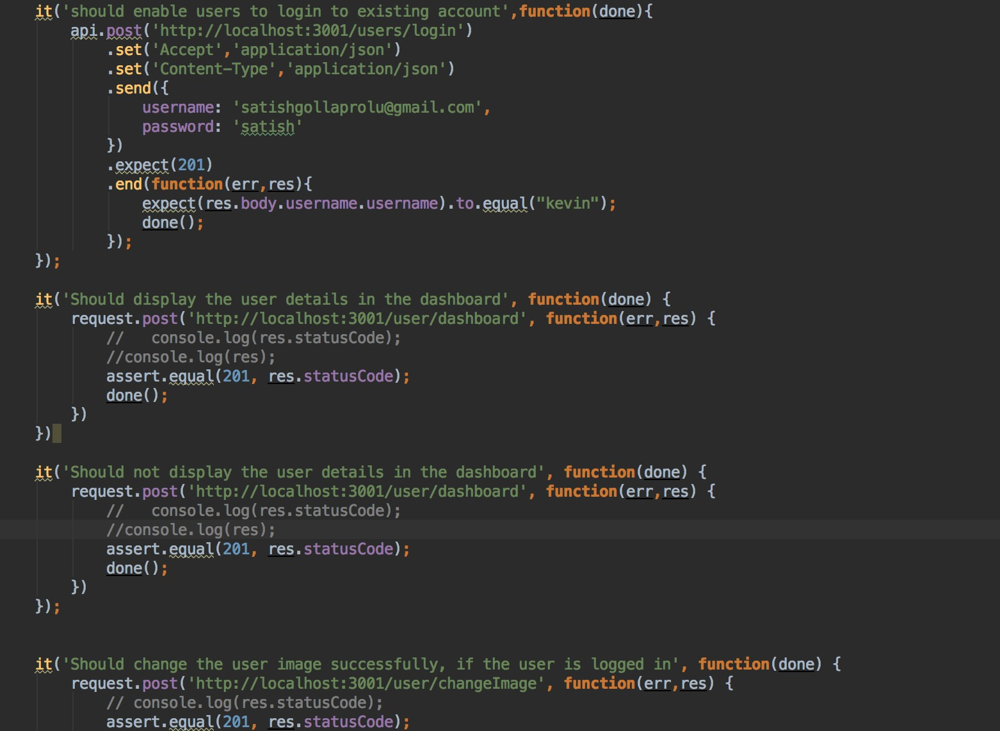 it('should enable users to login to existing account',function(done){
    api.post('http://localhost:3001/users/login')
        .set('Accept','application/json')
        .set('Content-Type','application/json')
        .send({
            username: 'satishgollaprolu@gmail.com',
            password: 'satish'
        })
        .expect(201)
        .end(function(err,res){
            expect(res.body.username.username).to.equal("kevin");
            done();
        });
});
it('Should display the user details in the dashboard', function(done) {
    request.post('http://localhost:3001/user/dashboard', function(err,res) {
        //   console.log(res.statusCode);
        //console.log(res);
        assert.equal(201, res.statusCode);
        done();
    })
})
it('Should not display the user details in the dashboard', function(done) {
    request.post('http://localhost:3001/user/dashboard', function(err,res) {
        //   console.log(res.statusCode);
        //console.log(res);
        assert.equal(201, res.statusCode);
        done();
    })
});
it('Should change the user image successfully, if the user is logged in', function(done) {
    request.post('http://localhost:3001/user/changeImage', function(err,res) {
        // console.log(res.statusCode);
        assert.equal(201, res.statusCode);